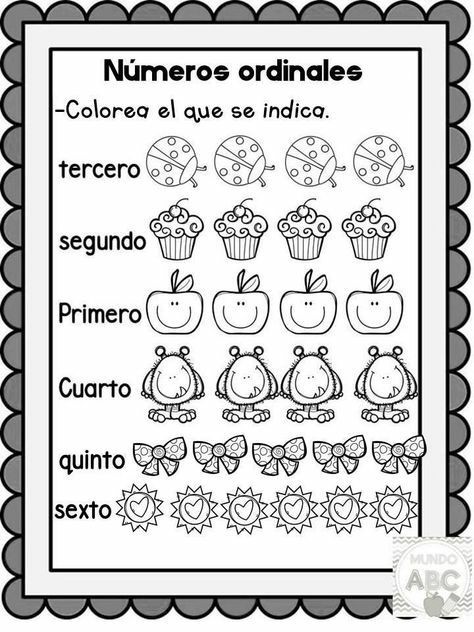 Números ordinales
-Colorea el que se indica.
tercero
segundo
Primero
Cuarto
quinto
sexto
MUNDO
ABC